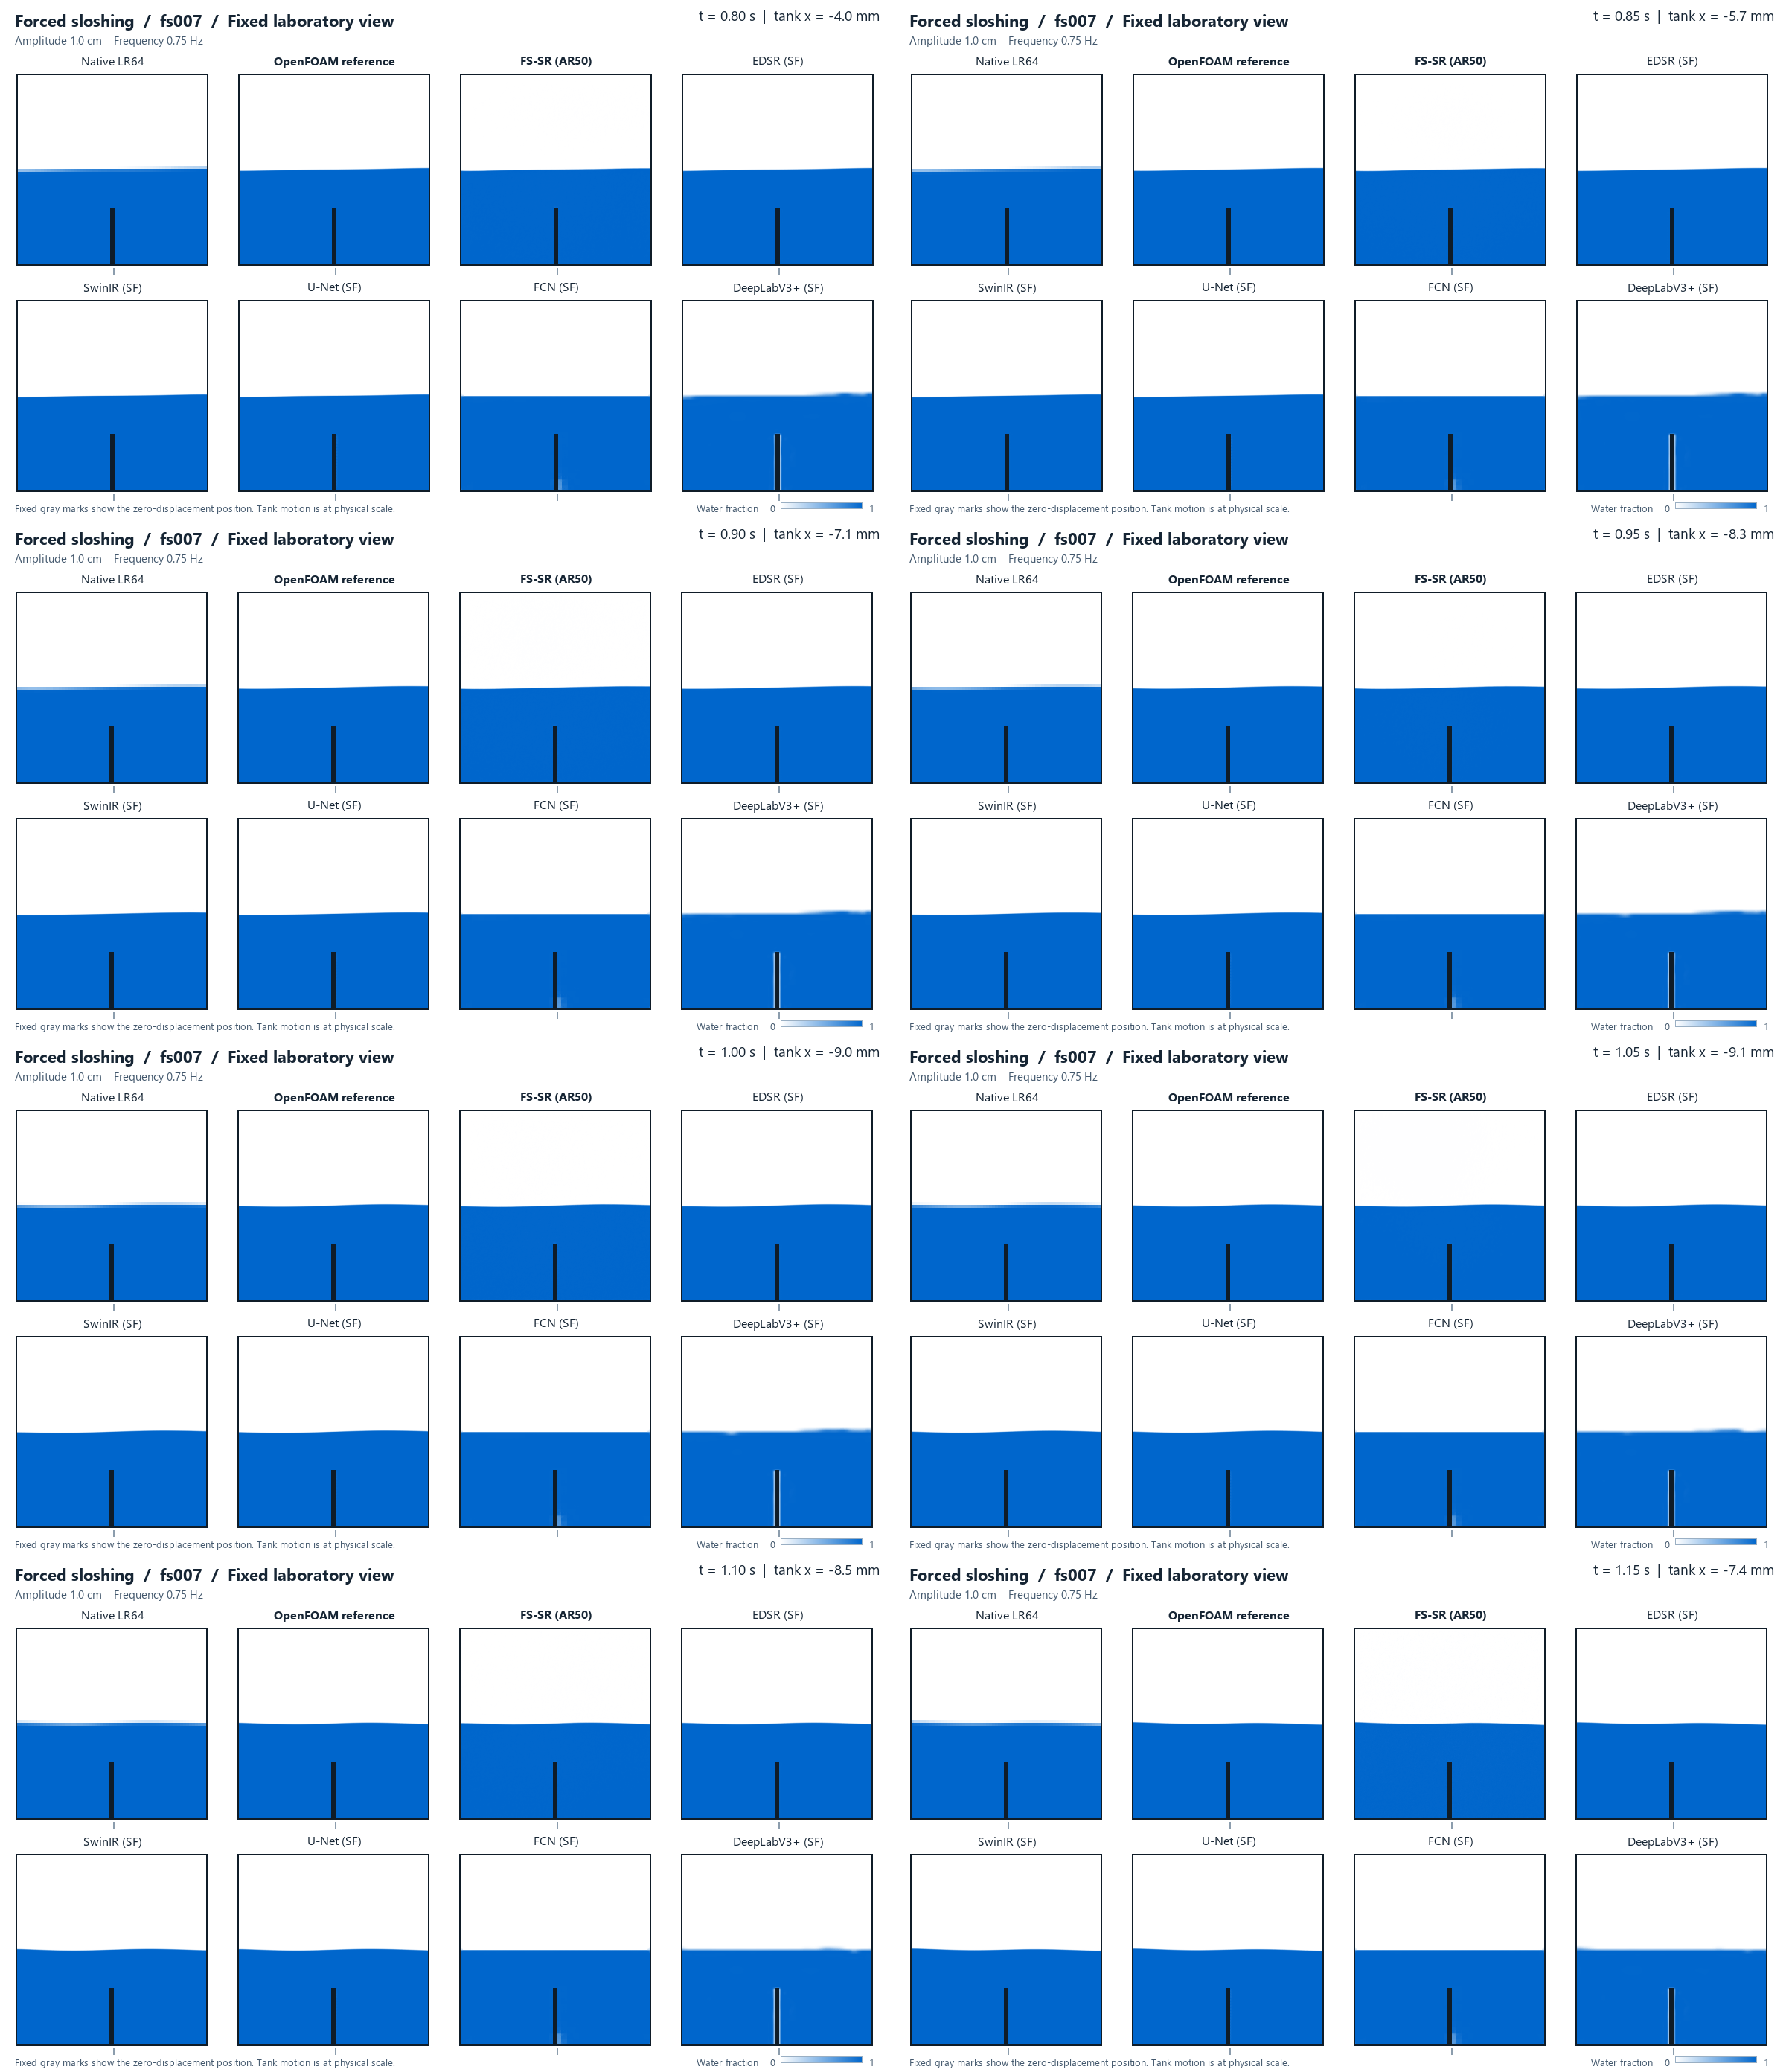 Forced sloshing / fs007 / Fixed laboratory view
t = 0.80 s | tank x = -4.0 mm
Amplitude 1.0 cm Frequency 0.75 Hz
Native LR64 OpenFOAM reference FS-SR (AR50) EDSR (SF)
SwinIR (SF) U-Net (SF) FCN (SF) DeepLabV3+ (SF)
Fixed gray marks show the zero-displacement position. Tank motion is at physical scale.
Water fraction 0 1
Forced sloshing / fs007 / Fixed laboratory view
t = 0.85 s | tank x = -5.7 mm
Amplitude 1.0 cm Frequency 0.75 Hz
Native LR64 OpenFOAM reference FS-SR (AR50) EDSR (SF)
SwinIR (SF) U-Net (SF) FCN (SF) DeepLabV3+ (SF)
Fixed gray marks show the zero-displacement position. Tank motion is at physical scale.
Water fraction 0 1
Forced sloshing / fs007 / Fixed laboratory view
t = 0.90 s | tank x = -7.1 mm
Amplitude 1.0 cm Frequency 0.75 Hz
Native LR64 OpenFOAM reference FS-SR (AR50) EDSR (SF)
SwinIR (SF) U-Net (SF) FCN (SF) DeepLabV3+ (SF)
Fixed gray marks show the zero-displacement position. Tank motion is at physical scale.
Water fraction 0 1
Forced sloshing / fs007 / Fixed laboratory view
t = 0.95 s | tank x = -8.3 mm
Amplitude 1.0 cm Frequency 0.75 Hz
Native LR64 OpenFOAM reference FS-SR (AR50) EDSR (SF)
SwinIR (SF) U-Net (SF) FCN (SF) DeepLabV3+ (SF)
Fixed gray marks show the zero-displacement position. Tank motion is at physical scale.
Water fraction 0 1
Forced sloshing / fs007 / Fixed laboratory view
t = 1.00 s | tank x = -9.0 mm
Amplitude 1.0 cm Frequency 0.75 Hz
Native LR64 OpenFOAM reference FS-SR (AR50) EDSR (SF)
SwinIR (SF) U-Net (SF) FCN (SF) DeepLabV3+ (SF)
Fixed gray marks show the zero-displacement position. Tank motion is at physical scale.
Water fraction 0 1
Forced sloshing / fs007 / Fixed laboratory view
t = 1.05 s | tank x = -9.1 mm
Amplitude 1.0 cm Frequency 0.75 Hz
Native LR64 OpenFOAM reference FS-SR (AR50) EDSR (SF)
SwinIR (SF) U-Net (SF) FCN (SF) DeepLabV3+ (SF)
Fixed gray marks show the zero-displacement position. Tank motion is at physical scale.
Water fraction 0 1
Forced sloshing / fs007 / Fixed laboratory view
t = 1.10 s | tank x = -8.5 mm
Amplitude 1.0 cm Frequency 0.75 Hz
Native LR64 OpenFOAM reference FS-SR (AR50) EDSR (SF)
SwinIR (SF) U-Net (SF) FCN (SF) DeepLabV3+ (SF)
Fixed gray marks show the zero-displacement position. Tank motion is at physical scale.
Water fraction 0 1
Forced sloshing / fs007 / Fixed laboratory view
t = 1.15 s | tank x = -7.4 mm
Amplitude 1.0 cm Frequency 0.75 Hz
Native LR64 OpenFOAM reference FS-SR (AR50) EDSR (SF)
SwinIR (SF) U-Net (SF) FCN (SF) DeepLabV3+ (SF)
Fixed gray marks show the zero-displacement position. Tank motion is at physical scale.
Water fraction 0 1